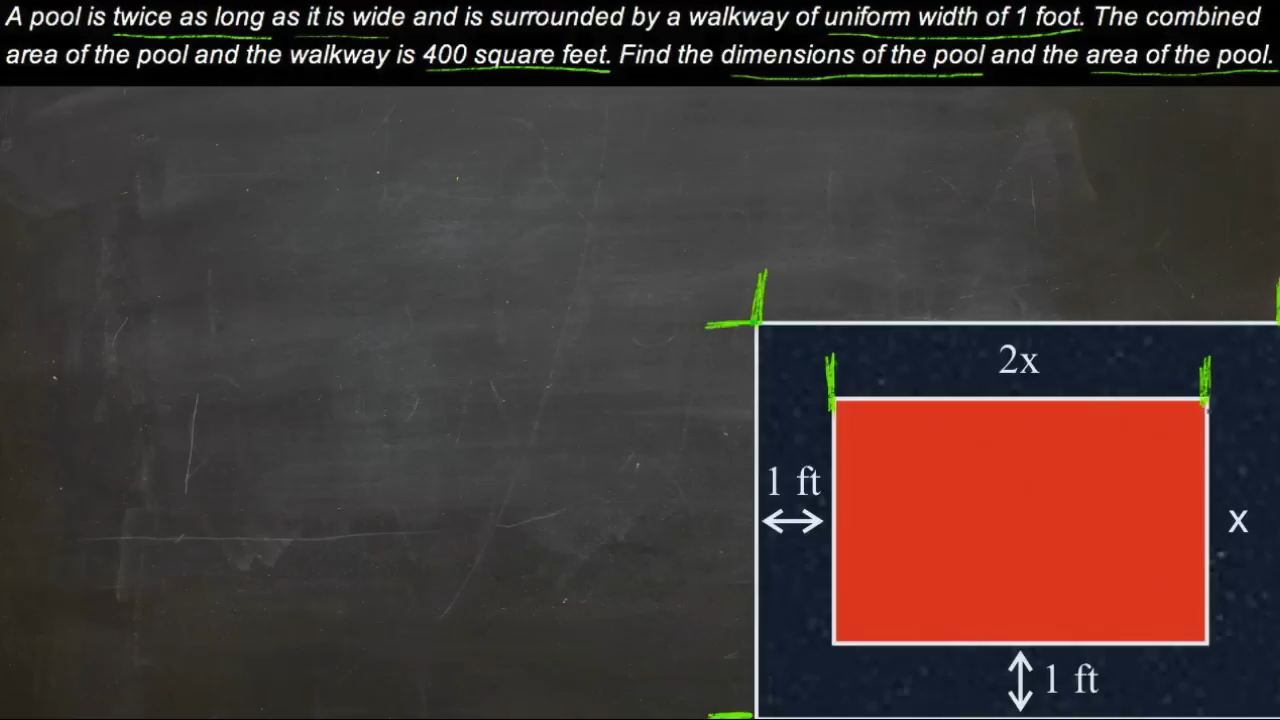 A pool is twice as long as it is wide and is surrounded by a walkway of uniform width of 1 foot. The combined
area of the pool and the walkway is 400 square feet. Find the dimensions of the pool and the area of the pool.
2x
1 ft
x
1 ft